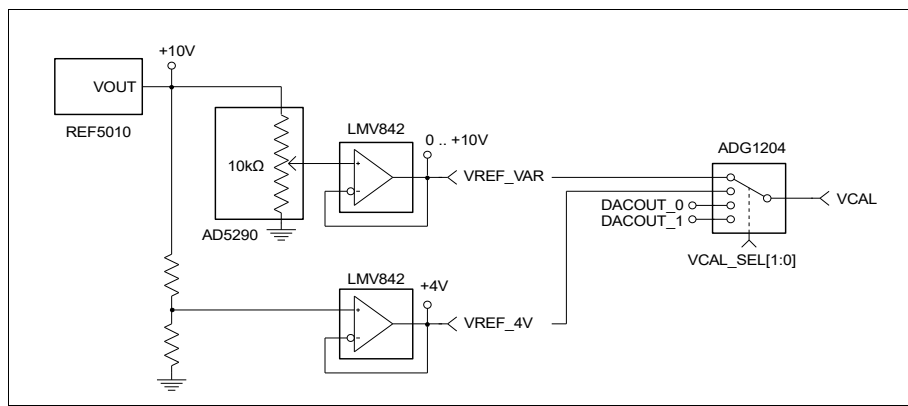 +10V
VOUT
REF5010
LMV842
0 .. +10V
ADG1204
10kΩ
+
-
VREF_VAR
VCAL
DACOUT_0
DACOUT_1
AD5290
VCAL_SEL[1:0]
LMV842
+4V
+
-
VREF_4V